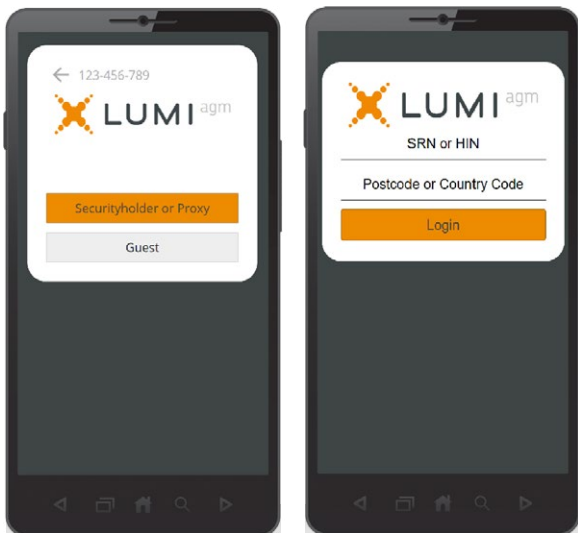 123-456-789
LUMI agm
Securityholder or Proxy
Guest
LUMI agm
SRN or HIN
Postcode or Country Code
Login